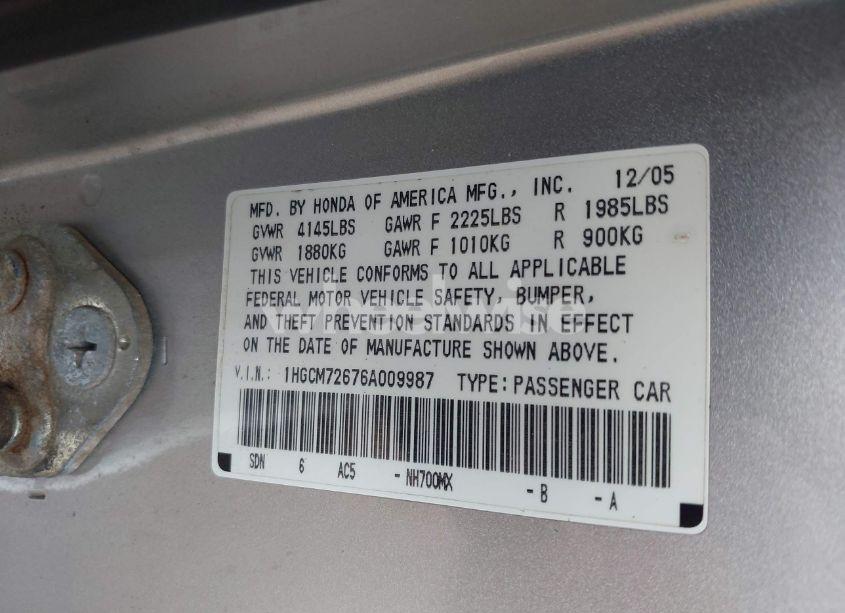 MFD. BY HONDA OF AMERICA MFG., INC. 12/05
GVWR 4145LBS GAWR F 2225LBS R 1985LBS
GVWR 1880KG GAWR F 1010KG R 900KG
THIS VEHICLE CONFORMS TO ALL APPLICABLE
FEDERAL MOTOR VEHICLE SAFETY, BUMPER,
AND THEFT PREVENTION STANDARDS IN EFFECT
ON THE DATE OF MANUFACTURE SHOWN ABOVE.
V.I.N.: 1HGCM72676A009987 TYPE:PASSENGER CAR
SDN 6 AC5 - NH700MX - B - A